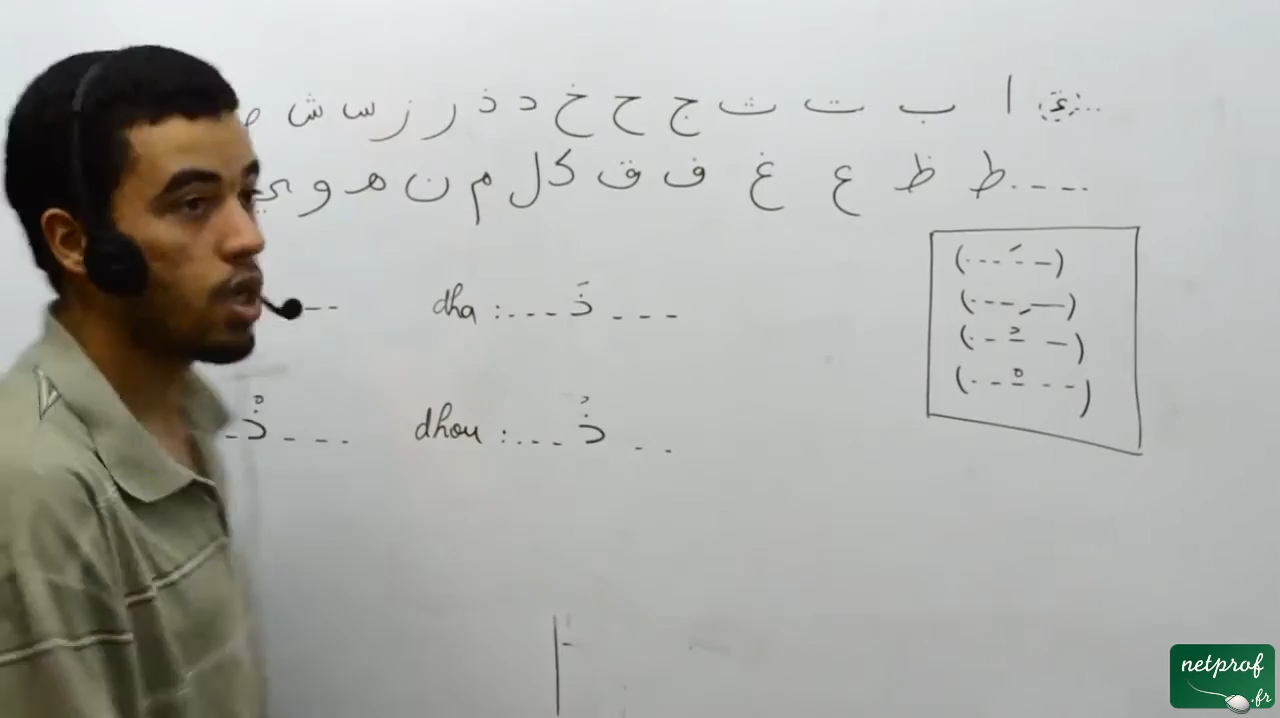 ء ا ب ت ث ج ح خ د ذ ر ز س ش
ط ظ ع غ ف ق ك ل م ن ه و ي
dha : ذَ
dhou : ذُ
ذْ
netprof
.fr